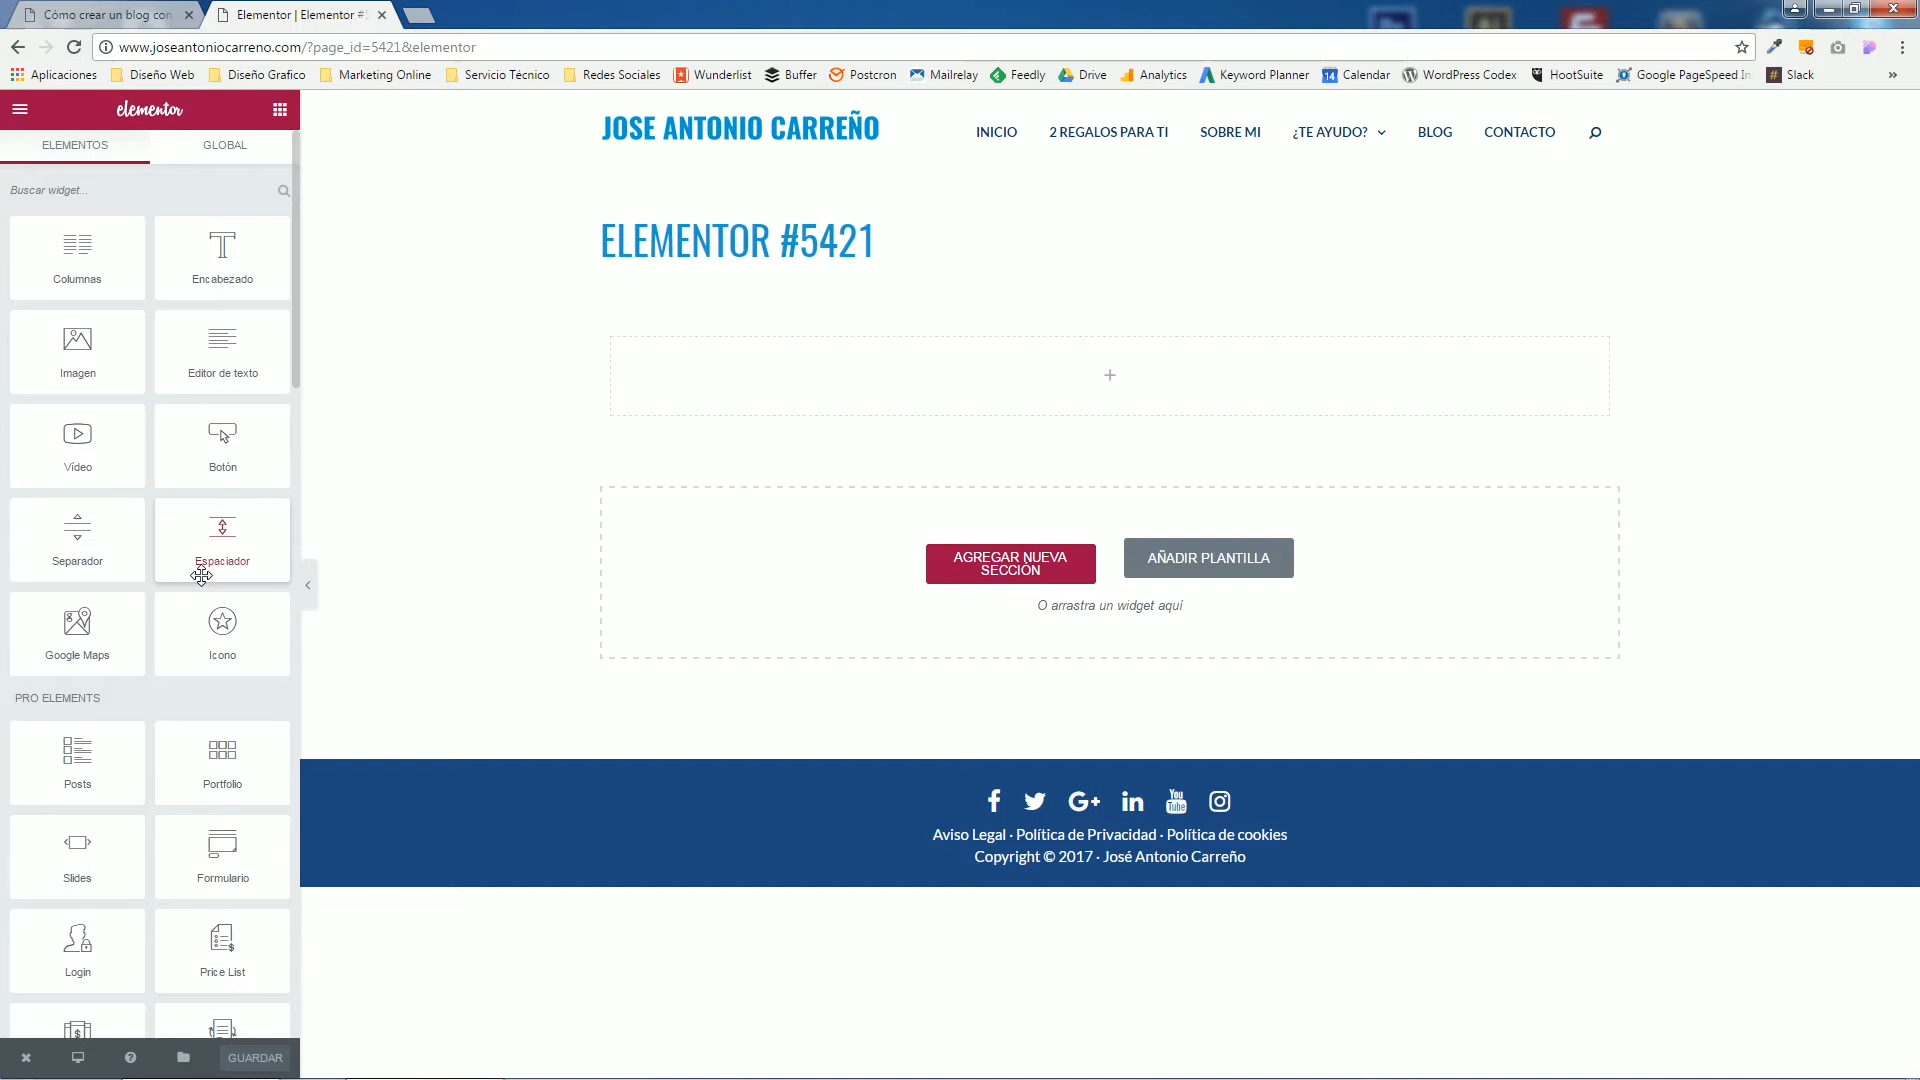 Cómo crear un blog con
Elementor | Elementor #
www.joseantoniocarreno.com/?page_id=5421&elementor
Aplicaciones
Diseño Web
Diseño Grafico
Marketing Online
Servicio Técnico
Redes Sociales
Wunderlist
Buffer
Postcron
Mailrelay
Feedly
Drive
Analytics
Keyword Planner
14 Calendar
WordPress Codex
HootSuite
Google PageSpeed In
# Slack
»
elementor
ELEMENTOS
GLOBAL
Buscar widget...
Columnas
Encabezado
Imagen
Editor de texto
Vídeo
Botón
Separador
Espaciador
Google Maps
Icono
PRO ELEMENTS
Posts
Portfolio
Slides
Formulario
Login
Price List
GUARDAR
JOSE ANTONIO CARREÑO
INICIO
2 REGALOS PARA TI
SOBRE MI
¿TE AYUDO?
BLOG
CONTACTO
ELEMENTOR #5421
+
AGREGAR NUEVA
SECCIÓN
AÑADIR PLANTILLA
O arrastra un widget aquí
You
Tube
Aviso Legal · Política de Privacidad · Política de cookies
Copyright © 2017 · José Antonio Carreño